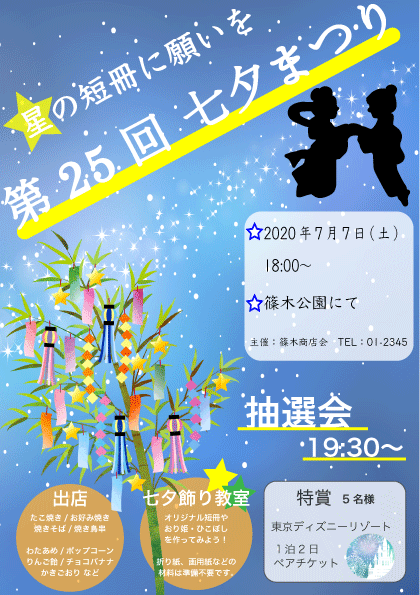 星の短冊に願いを
第25回 七夕まつり
☆2020年7月7日(土)
18:00～
☆篠木公園にて
主催：篠木商店会　TEL：01-2345
抽選会
19:30～
出店
たこ焼き / お好み焼き
焼きそば / 焼き鳥串
わたあめ / ポップコーン
りんご飴 / チョコバナナ
かきごおり など
七夕飾り教室
オリジナル短冊や
おり姫・ひこぼし
を作ってみよう！
折り紙、画用紙などの
材料は準備不要です。
特賞　5名様
東京ディズニーリゾート
１泊２日
ペアチケット